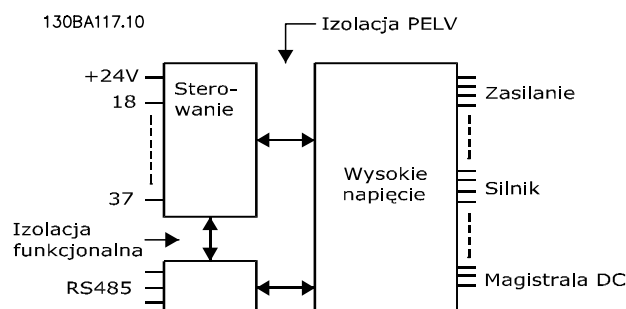 130BA117.10
Izolacja PELV
+24V
18
Stero-
wanie
37
Wysokie
napięcie
Zasilanie
Silnik
Izolacja
funkcjonalna
RS485
Magistrala DC